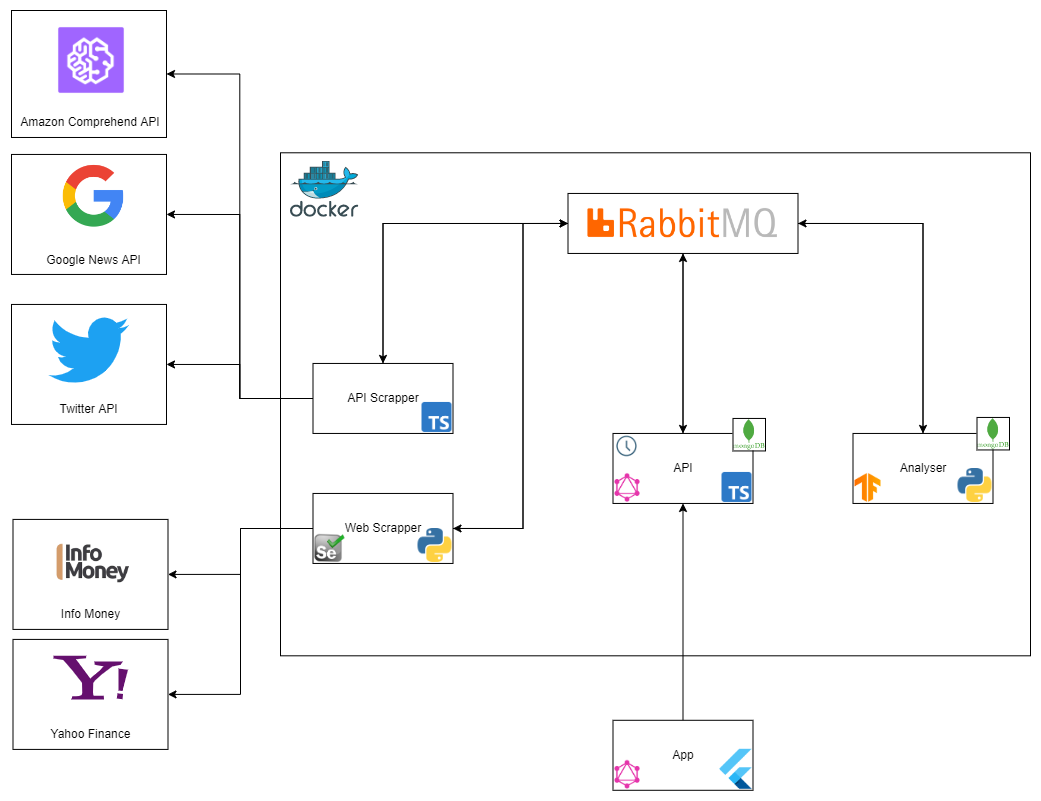 Amazon Comprehend API
Google News API
Twitter API
docker
RabbitMQ
API Scrapper
TS
API
mongoDB
TS
Analyser
mongoDB
Web Scrapper
Se
Info
Money
Info Money
Y!
Yahoo Finance
App